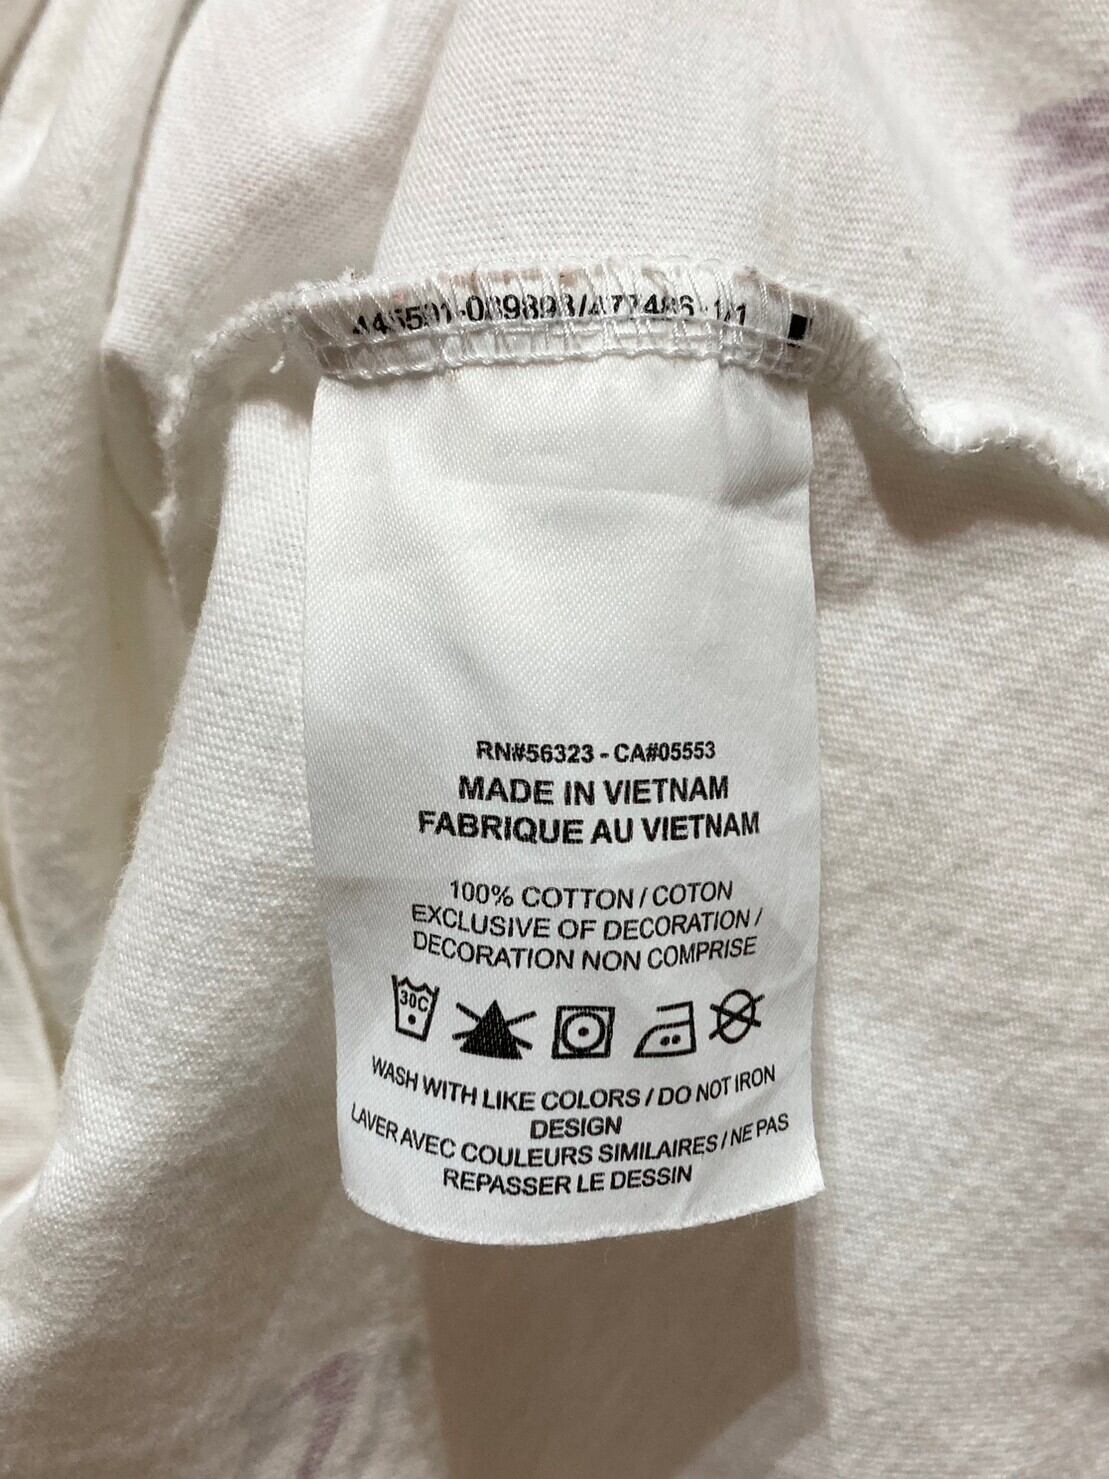 RN#56323 - CA#05553
MADE IN VIETNAM
FABRIQUE AU VIETNAM
100% COTTON / COTON
EXCLUSIVE OF DECORATION /
DECORATION NON COMPRISE
30C
WASH WITH LIKE COLORS / DO NOT IRON
DESIGN
LAVER AVEC COULEURS SIMILAIRES / NE PAS
REPASSER LE DESSIN